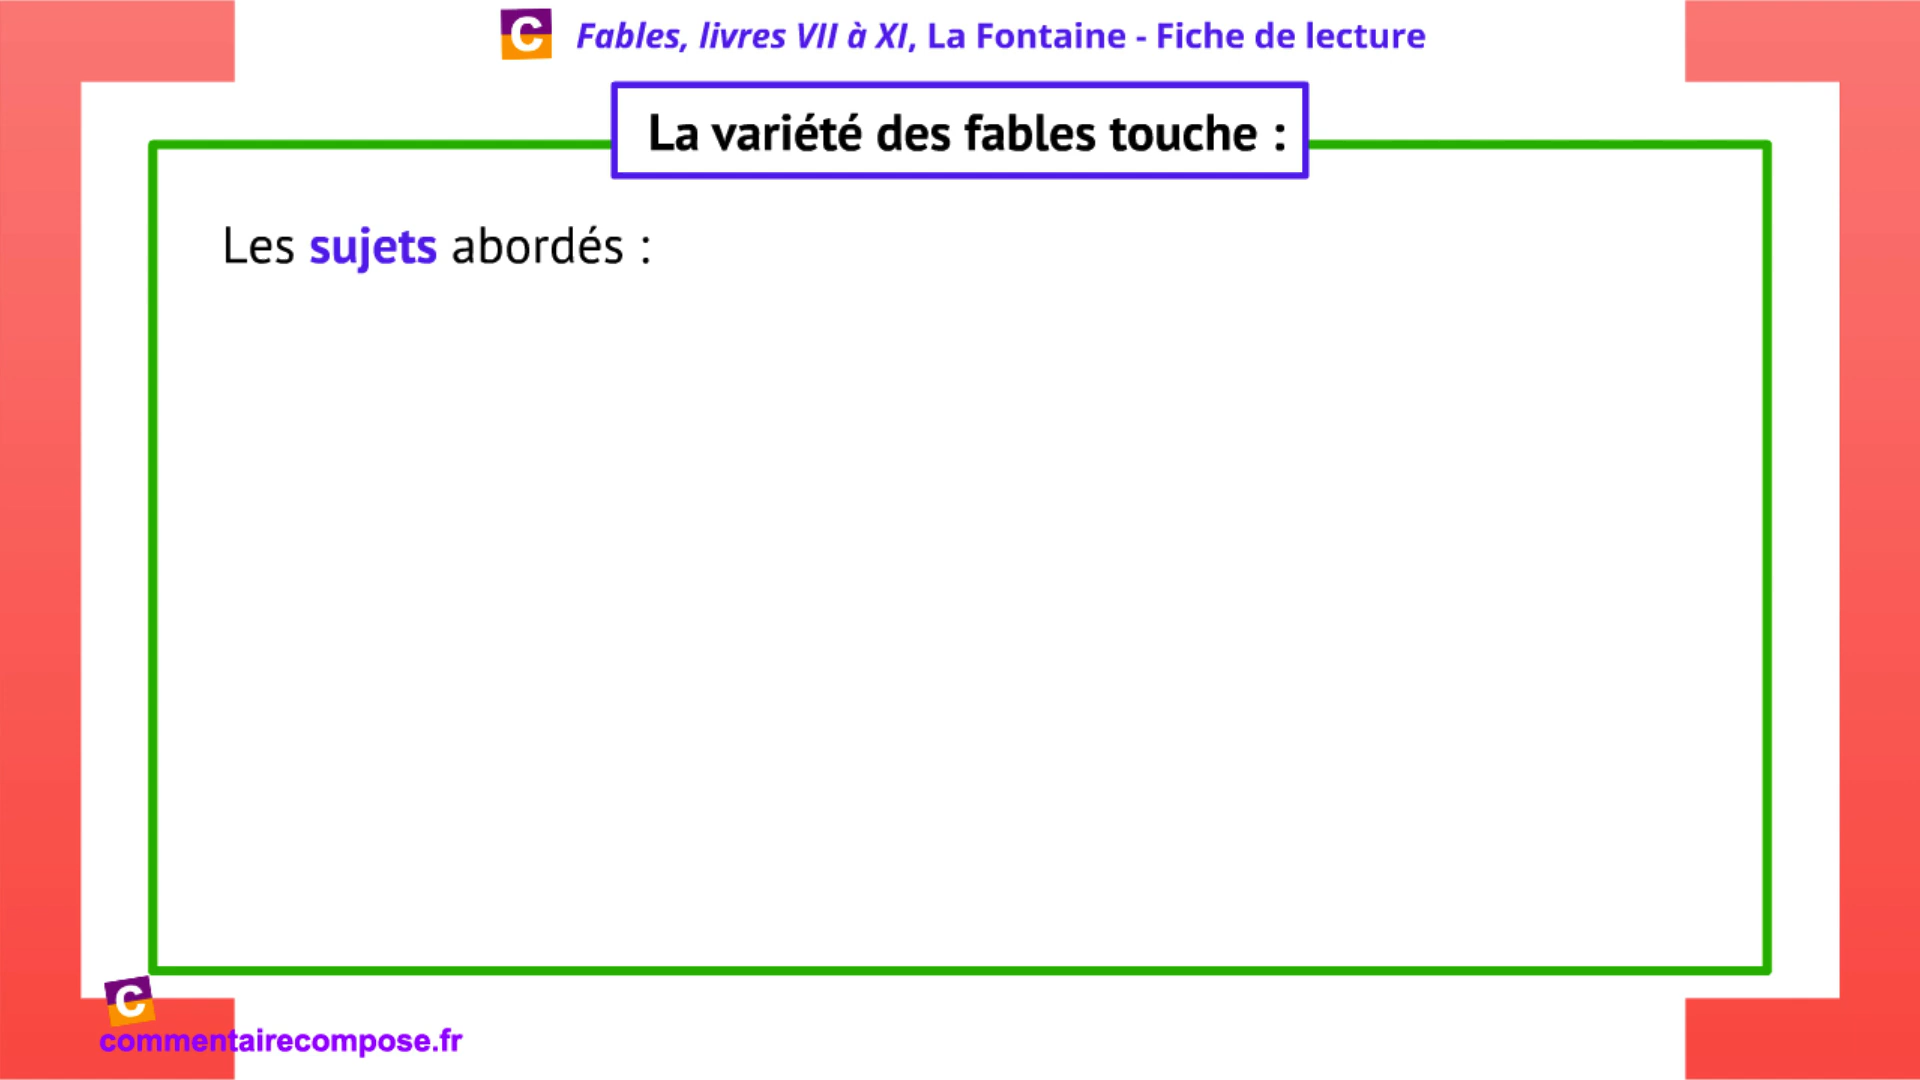 C Fables, livres VII à XI, La Fontaine - Fiche de lecture
La variété des fables touche :
Les sujets abordés :
C
commentairecompose.fr